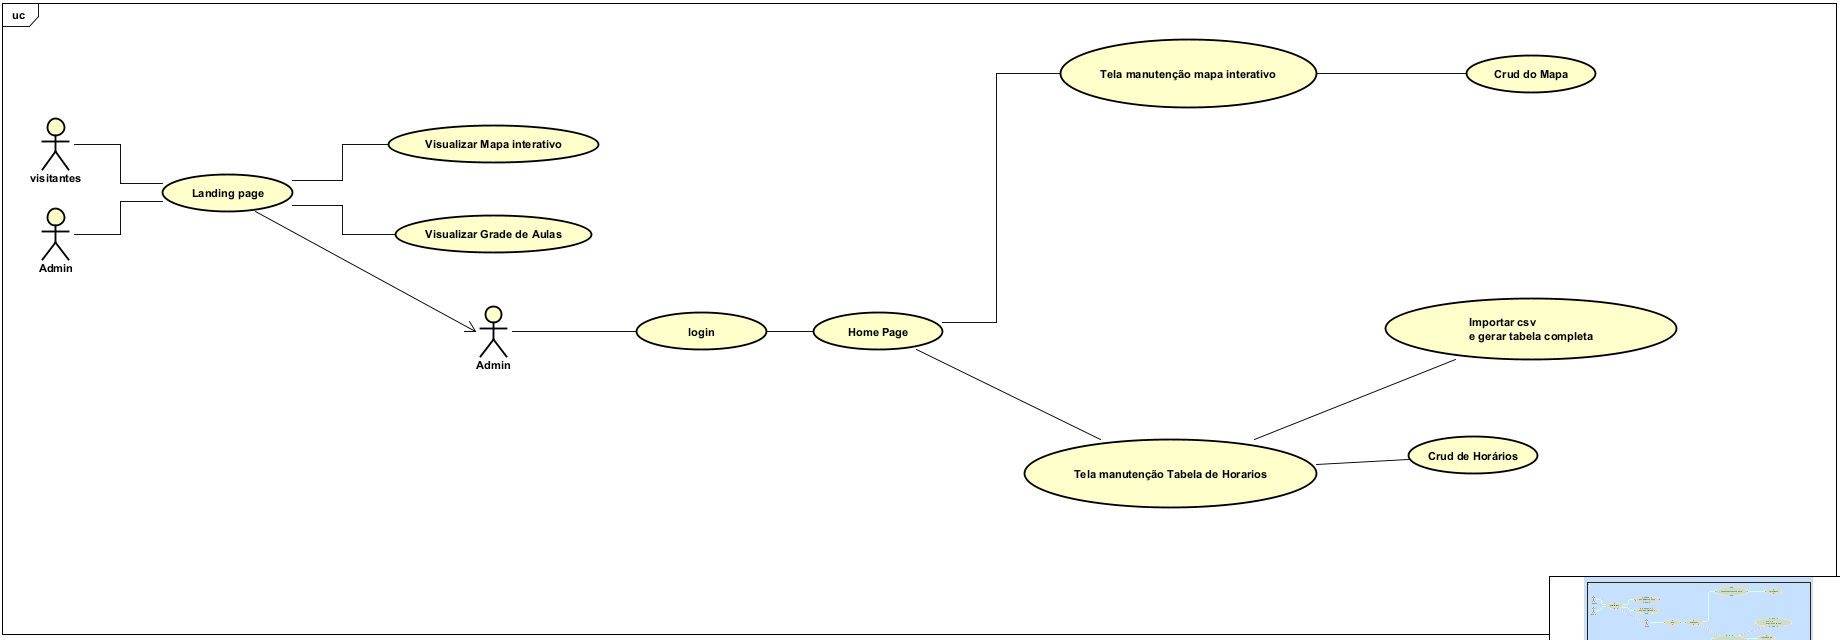 uc
Tela manutenção mapa interativo
Crud do Mapa
visitantes
Visualizar Mapa interativo
Landing page
Admin
Visualizar Grade de Aulas
Admin
login
Home Page
Importar csv
e gerar tabela completa
Tela manutenção Tabela de Horarios
Crud de Horários